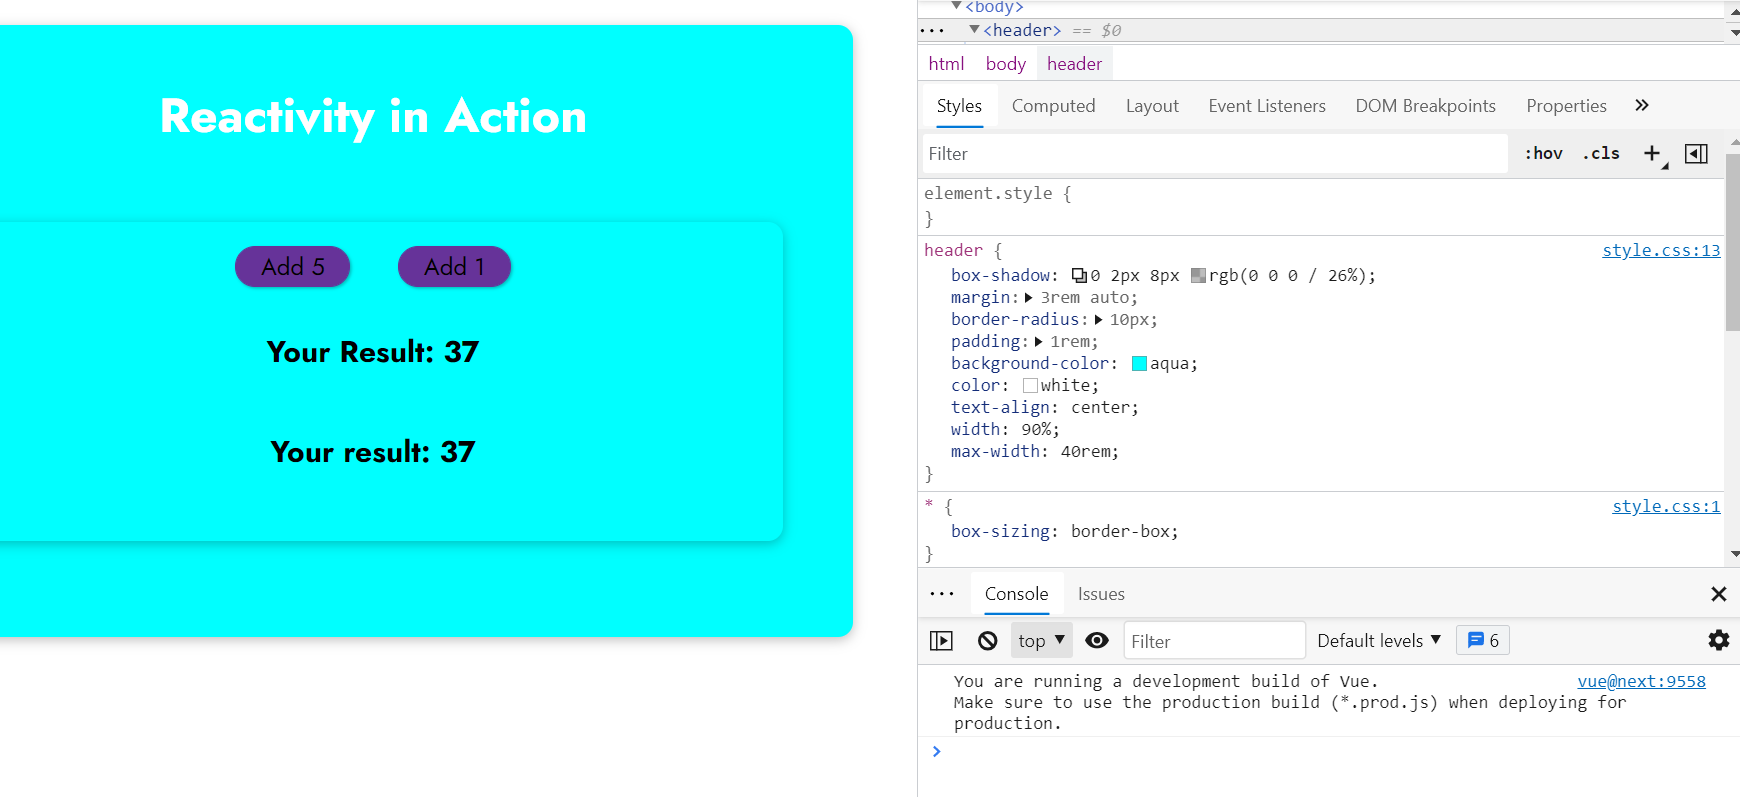 Reactivity in Action
Add 5 Add 1
Your Result: 37
Your result: 37
<body>
··· <header> == $0
html body header
Styles Computed Layout Event Listeners DOM Breakpoints Properties »
Filter :hov .cls +
element.style {
}
header { style.css:13
box-shadow: 0 2px 8px rgb(0 0 0 / 26%);
margin: 3rem auto;
border-radius: 10px;
padding: 1rem;
background-color: aqua;
color: white;
text-align: center;
width: 90%;
max-width: 40rem;
}
* { style.css:1
box-sizing: border-box;
}
··· Console Issues
top Filter Default levels 6
You are running a development build of Vue. vue@next:9558
Make sure to use the production build (*.prod.js) when deploying for
production.